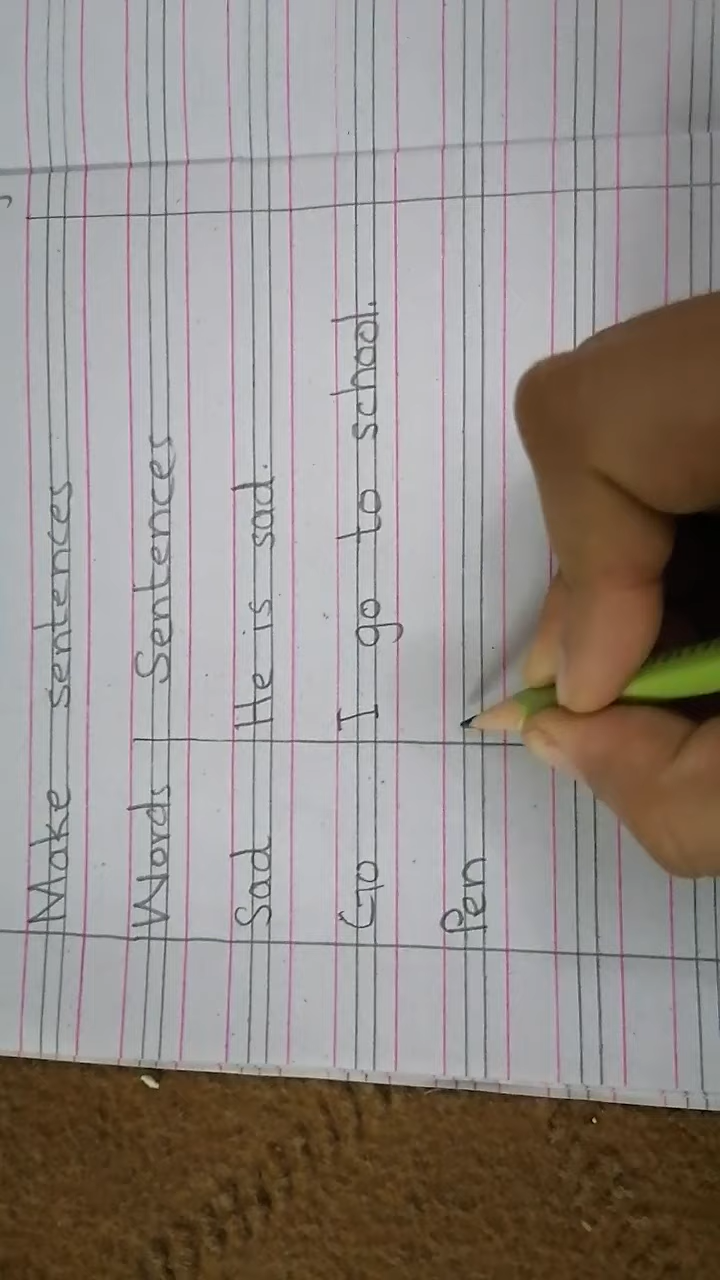 Make sentences
Words Sentences
Sad He is sad.
Go I go to school.
Pen